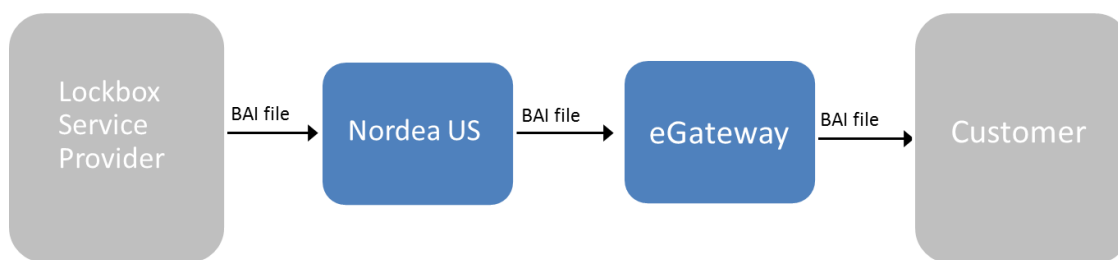 Lockbox
Service
Provider
BAI file
Nordea US
BAI file
eGateway
BAI file
Customer